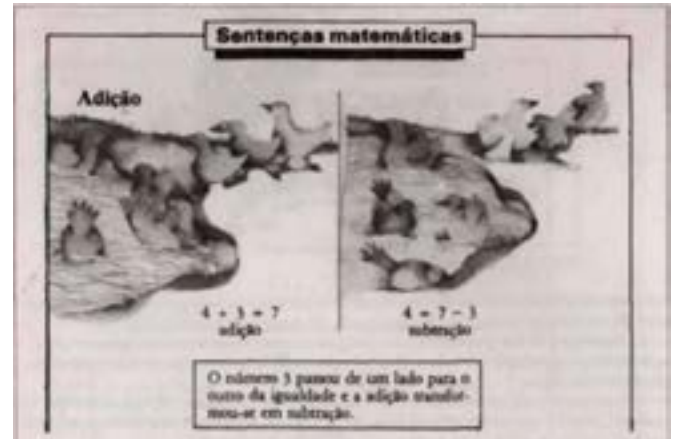 Sentenças matemáticas
Adição
4 + 3 = 7
adição
4 = 7 - 3
subtração
O número 3 passou de um lado para o
outro da igualdade e a adição transfor-
mou-se em subtração.